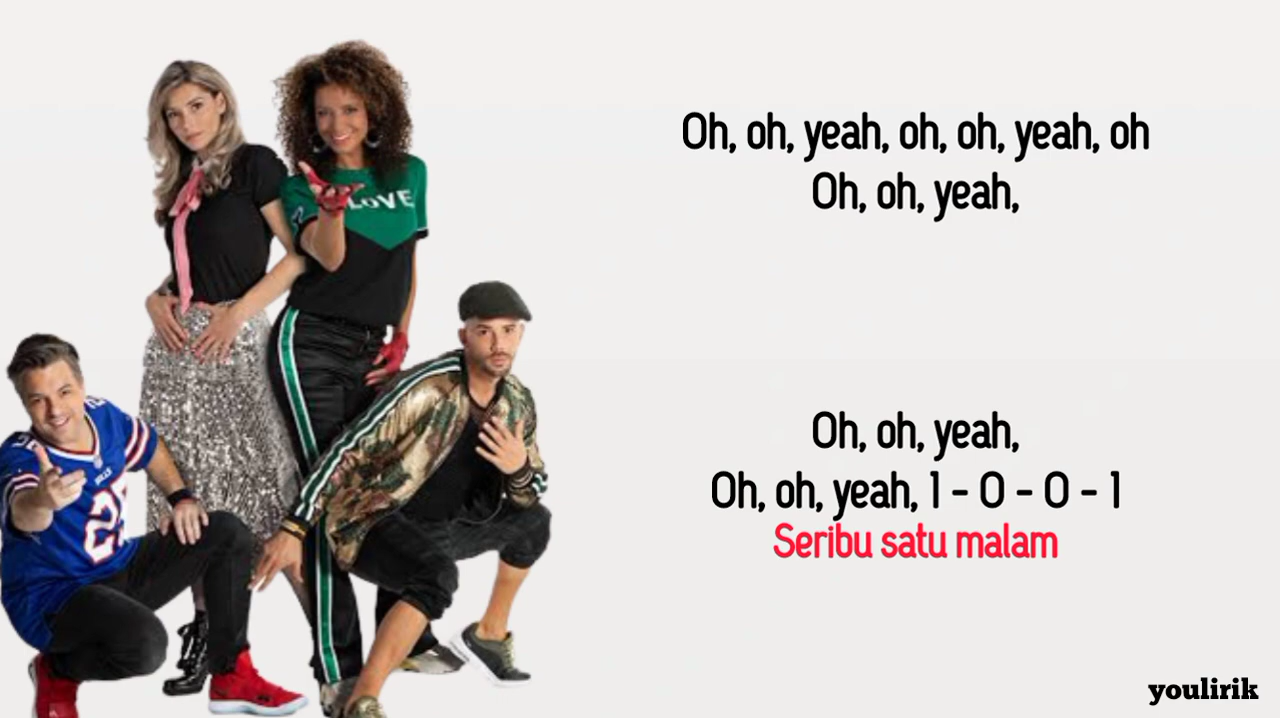 Oh, oh, yeah, oh, oh, yeah, oh
Oh, oh, yeah,
Oh, oh, yeah,
Oh, oh, yeah, 1 - 0 - 0 - 1
Seribu satu malam
LOVE
BILLS
youlirik